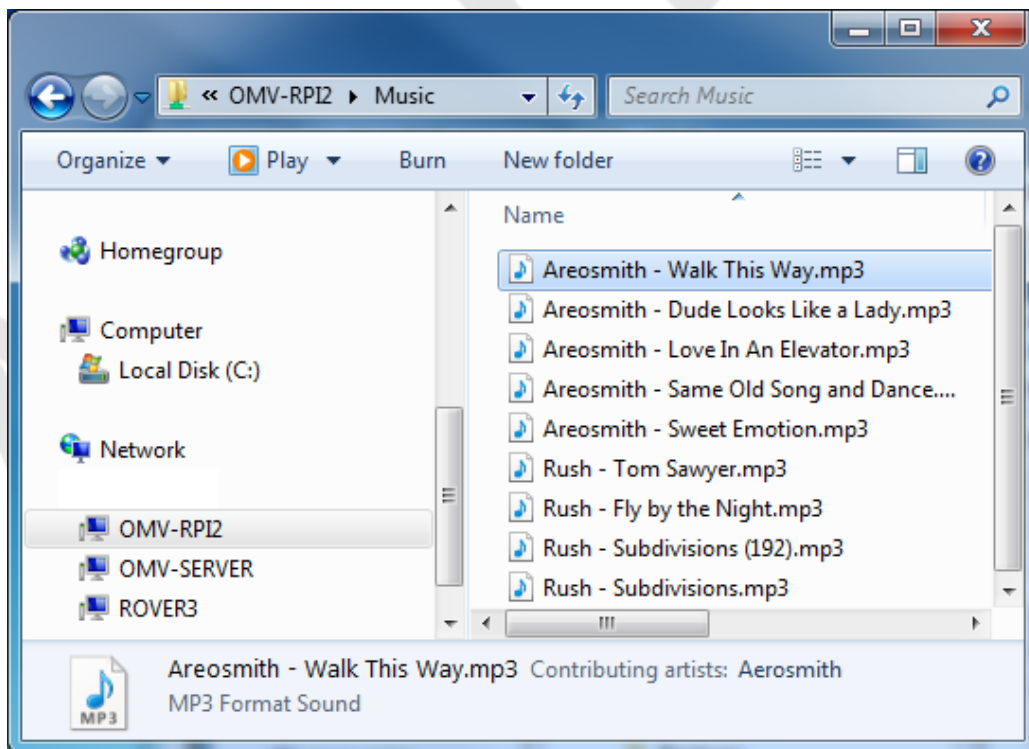 « OMV-RPI2 ▸ Music Search Music
Organize Play Burn New folder
Name
Homegroup
Computer
Local Disk (C:)
Network
OMV-RPI2
OMV-SERVER
ROVER3
Areosmith - Walk This Way.mp3
Areosmith - Dude Looks Like a Lady.mp3
Areosmith - Love In An Elevator.mp3
Areosmith - Same Old Song and Dance....
Areosmith - Sweet Emotion.mp3
Rush - Tom Sawyer.mp3
Rush - Fly by the Night.mp3
Rush - Subdivisions (192).mp3
Rush - Subdivisions.mp3
Areosmith - Walk This Way.mp3 Contributing artists: Aerosmith
MP3 Format Sound
MP3